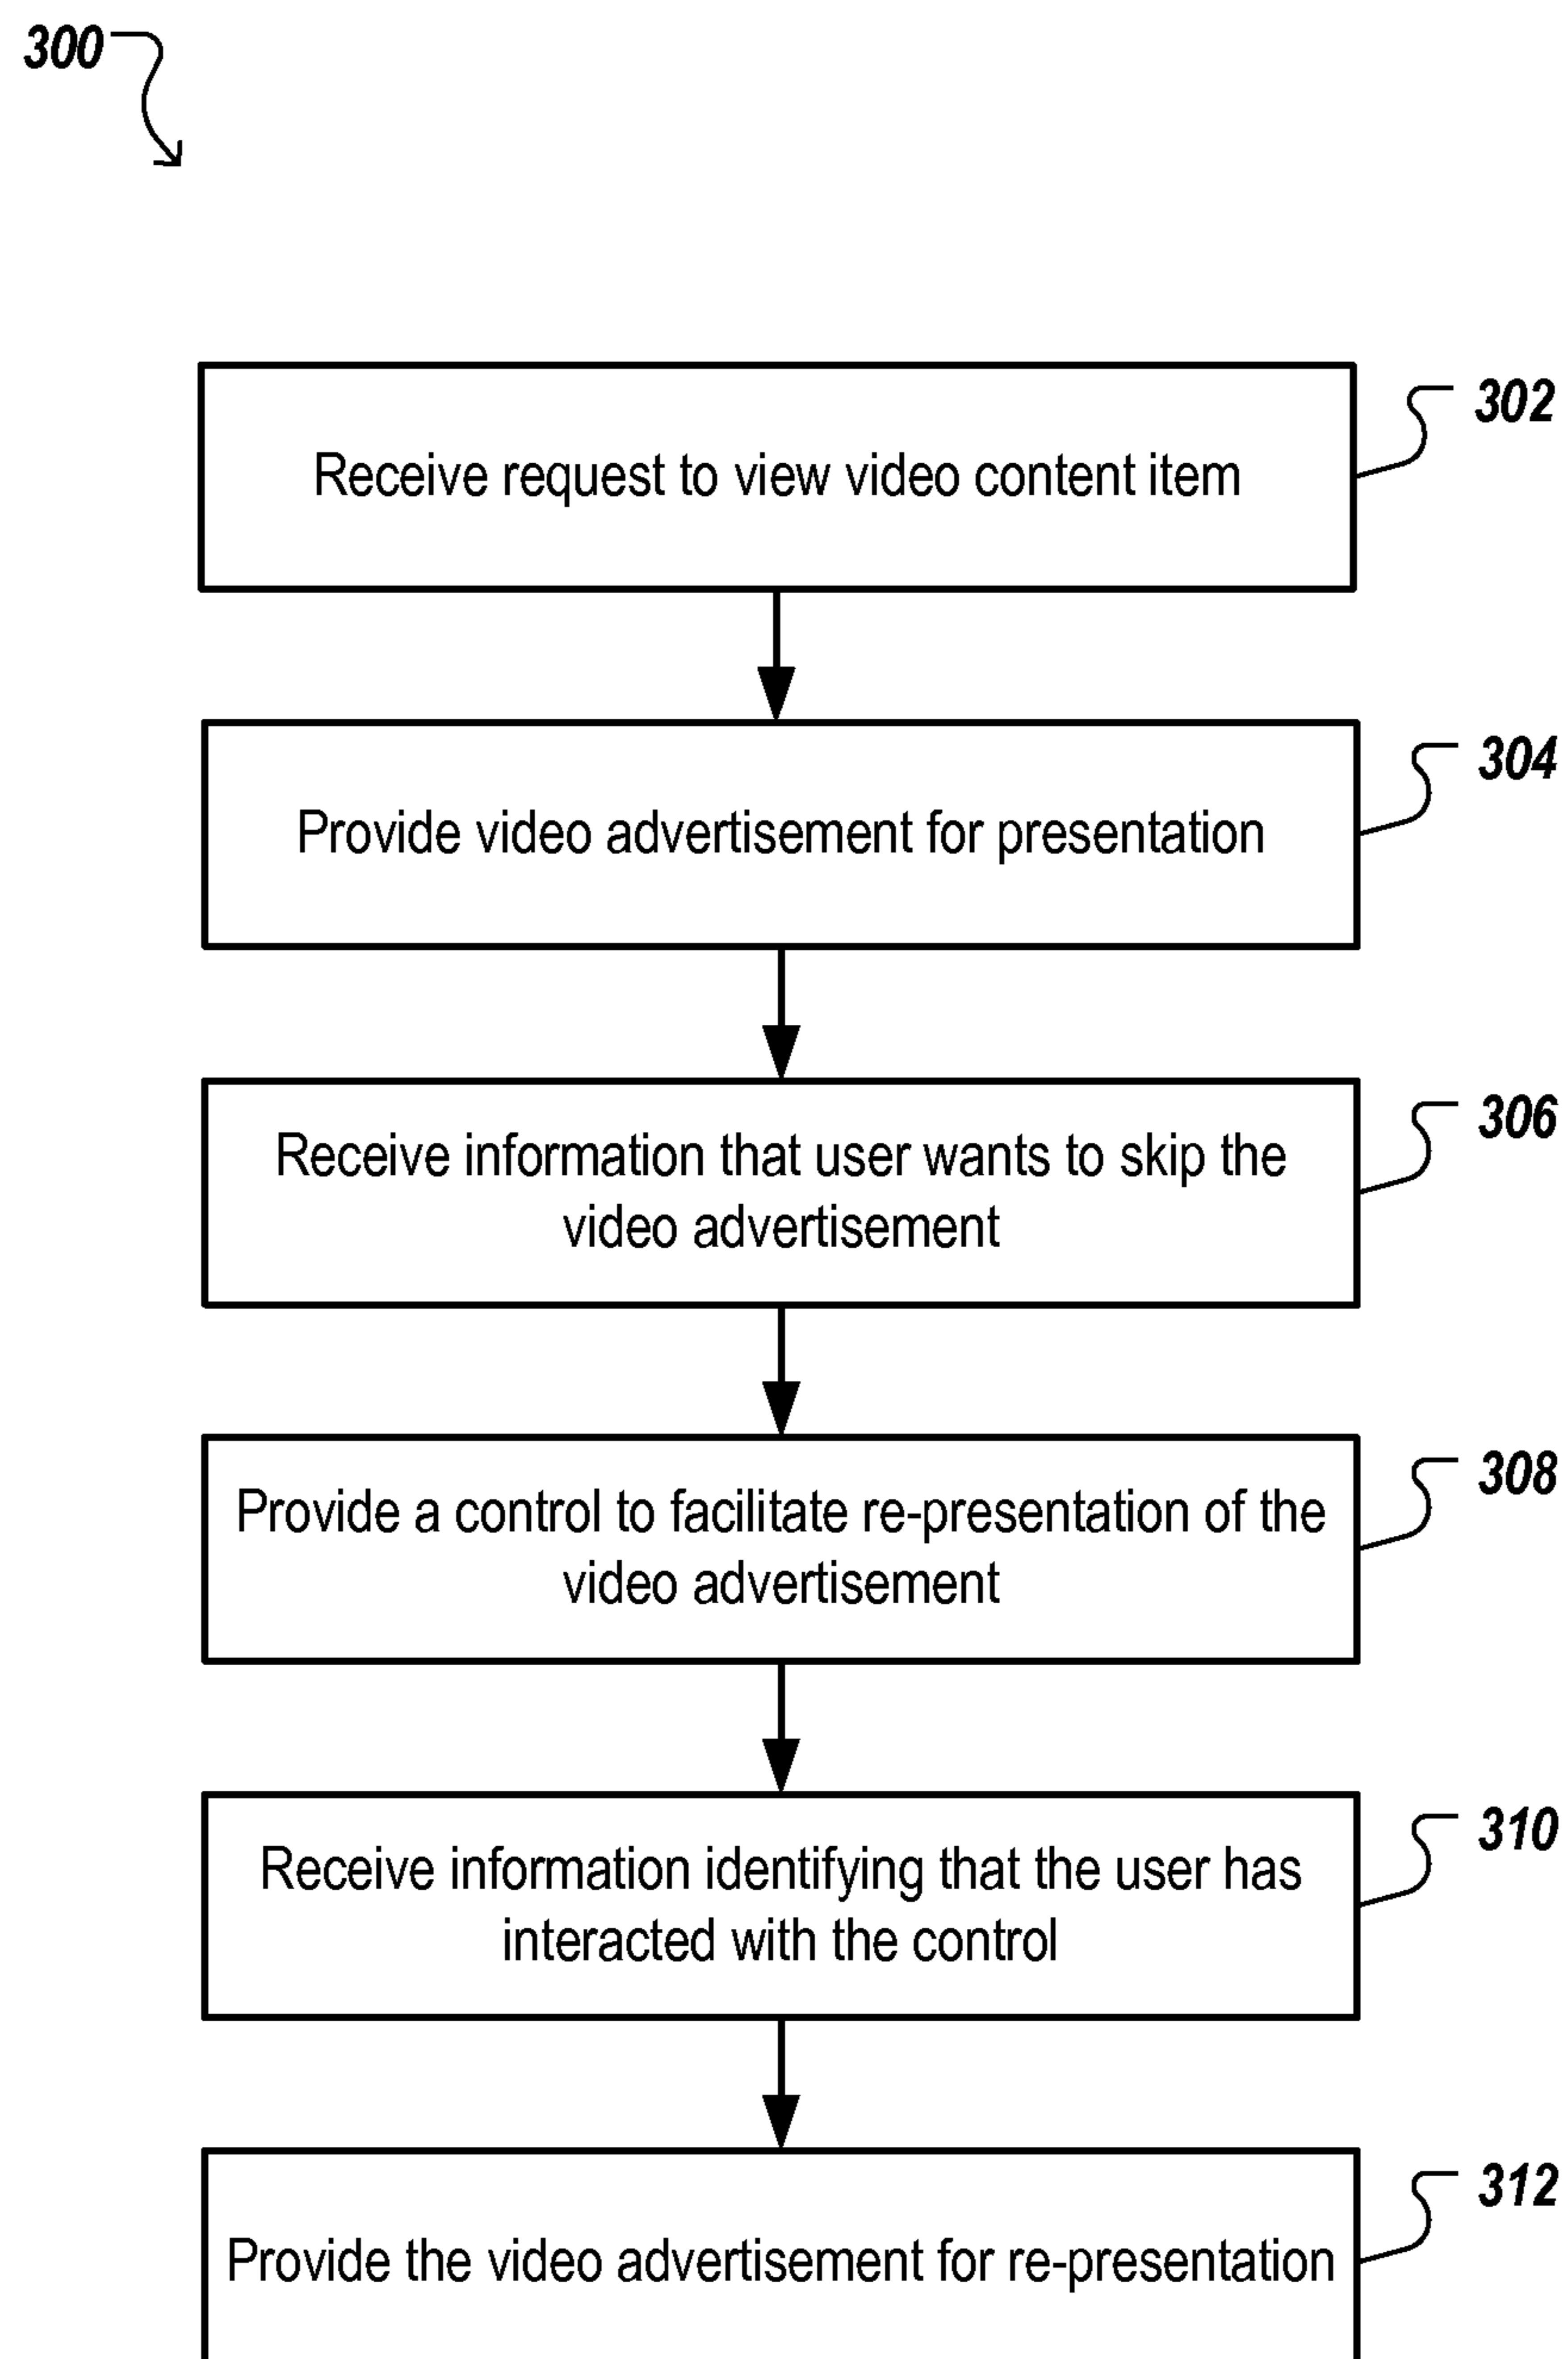 300
Receive request to view video content item
302
Provide video advertisement for presentation
304
Receive information that user wants to skip the
video advertisement
306
Provide a control to facilitate re-presentation of the
video advertisement
308
Receive information identifying that the user has
interacted with the control
310
Provide the video advertisement for re-presentation
312